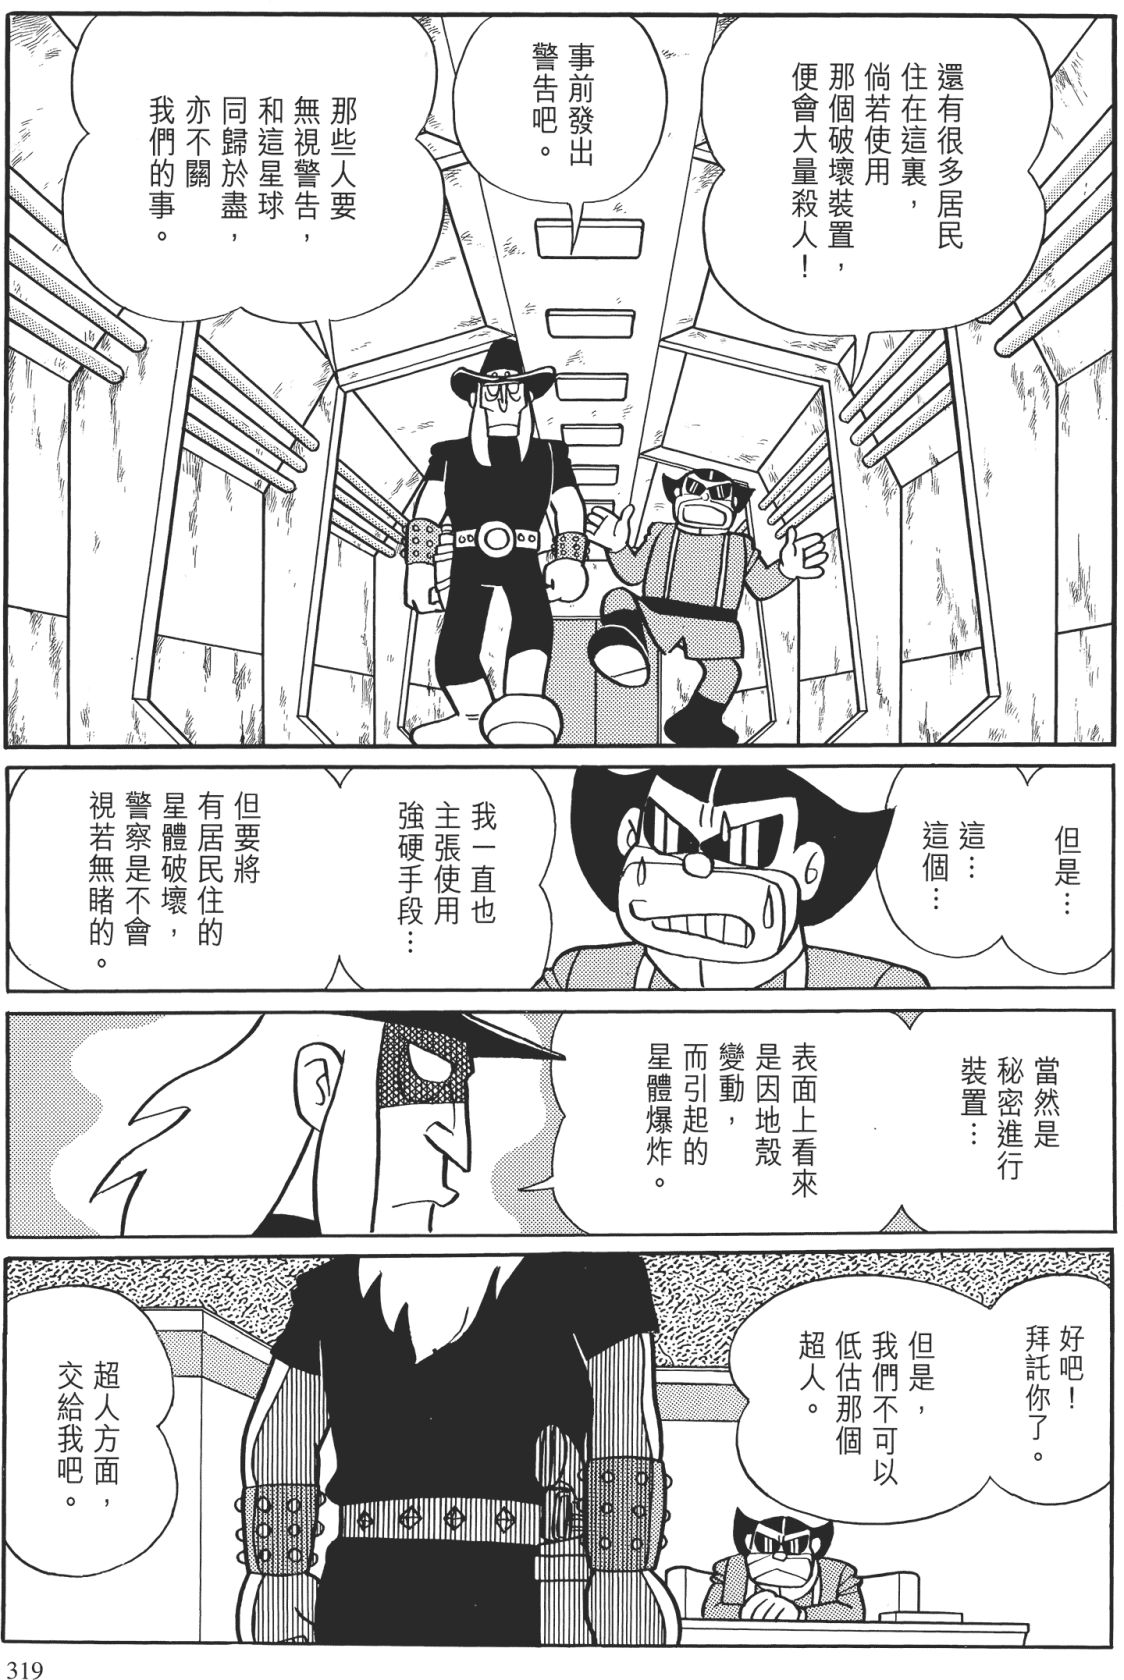 還有很多居民
住在這裏，
倘若使用
那個破壞裝置，
便會大量殺人！
事前發出
警告吧。
那些人要
無視警告，
和這星球
同歸於盡，
亦不關
我們的事。
但是…
這…
這個…
我一直也
主張使用
強硬手段…
但要將
有居民住的
星體破壞，
警察是不會
視若無睹的。
當然是
秘密進行
裝置…
表面上看來
是因地殼
變動，
而引起的
星體爆炸。
好吧！
拜託你了。
但是，
我們不可以
低估那個
超人。
超人方面，
交給我吧。
319